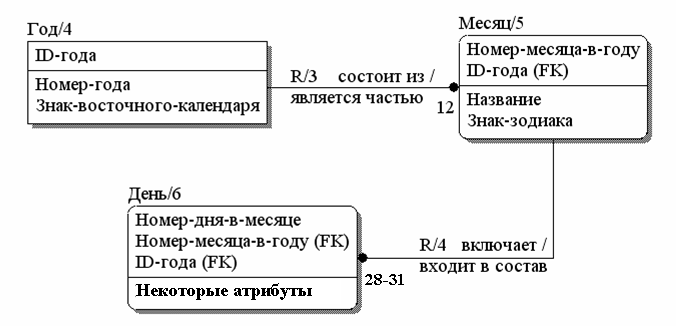 Год/4
ID-года
Номер-года
Знак-восточного-календаря
R/3 состоит из /
является частью
12
Месяц/5
Номер-месяца-в-году
ID-года (FK)
Название
Знак-зодиака
День/6
Номер-дня-в-месяце
Номер-месяца-в-году (FK)
ID-года (FK)
Некоторые атрибуты
R/4 включает /
входит в состав
28-31